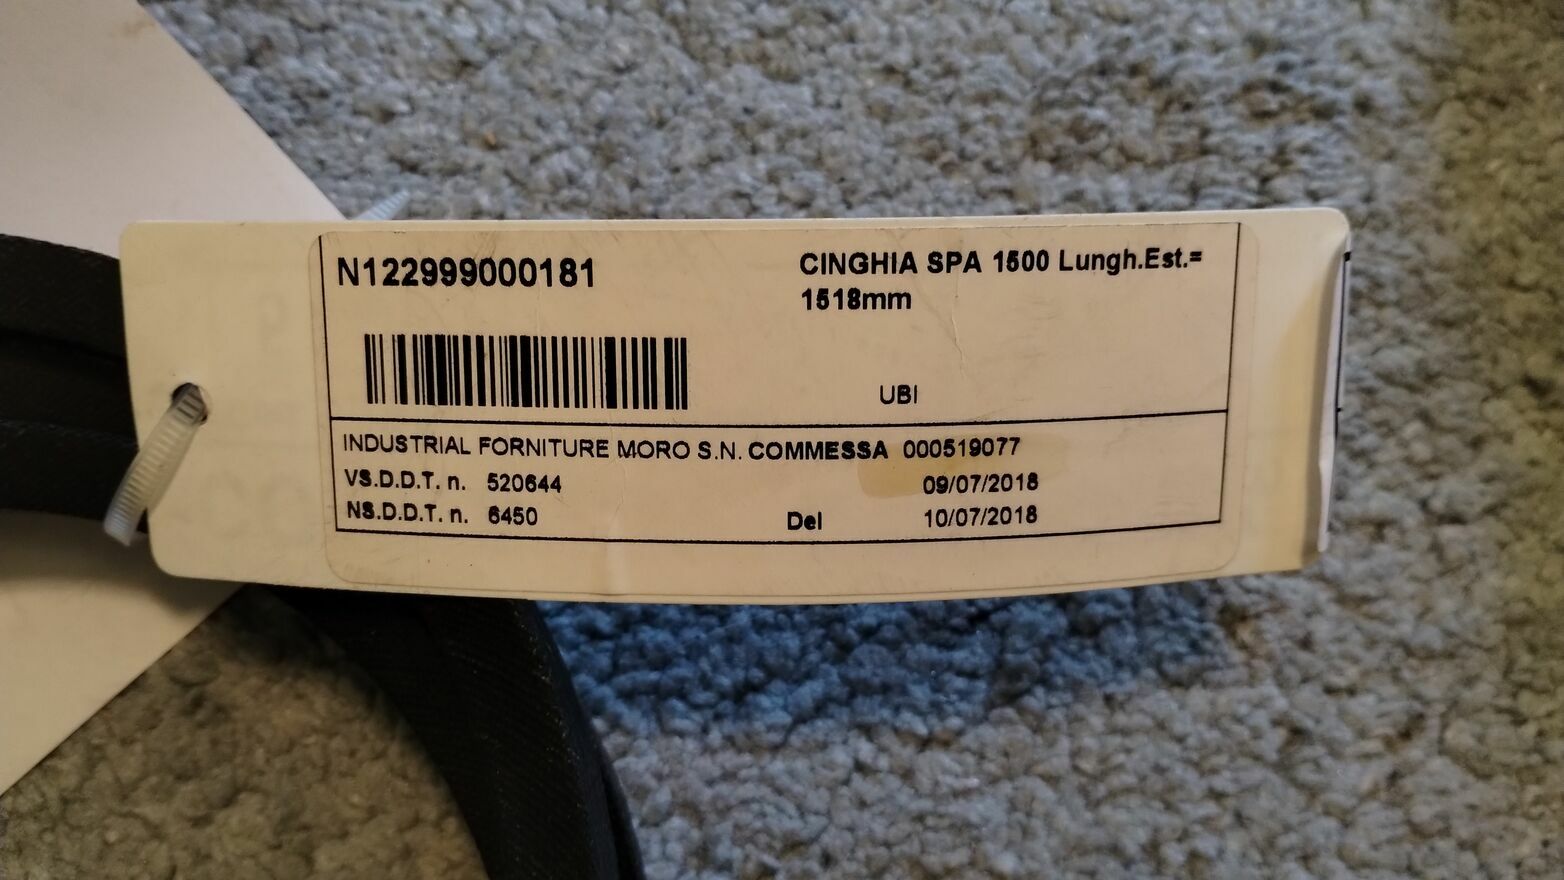 N122999000181
CINGHIA SPA 1500 Lungh.Est.=
1518mm
UBI
INDUSTRIAL FORNITURE MORO S.N. COMMESSA 000519077
VS.D.D.T. n. 520644 09/07/2018
NS.D.D.T. n. 6450 Del 10/07/2018